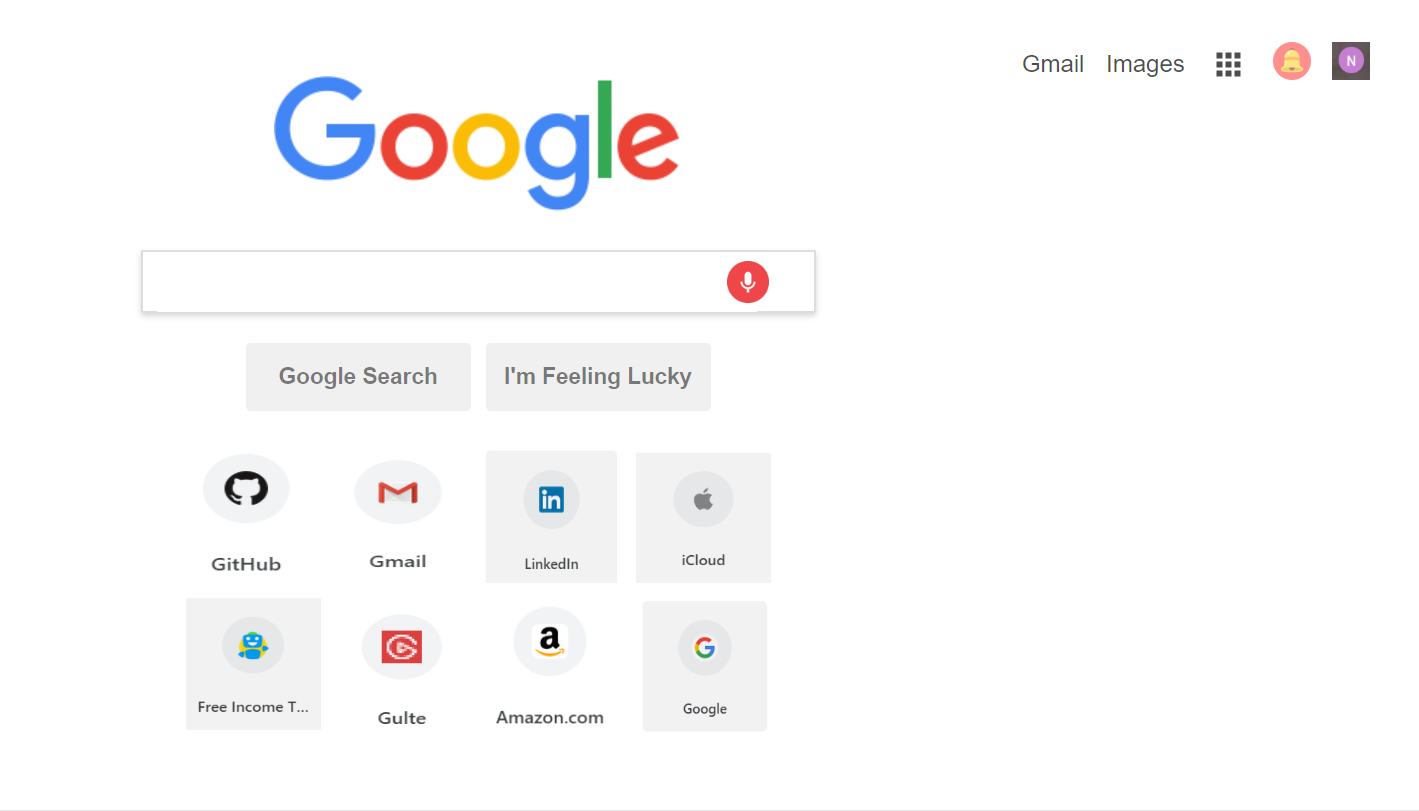 Gmail Images
N
Google
Google Search I'm Feeling Lucky
GitHub Gmail LinkedIn iCloud
Free Income T... Gulte Amazon.com Google